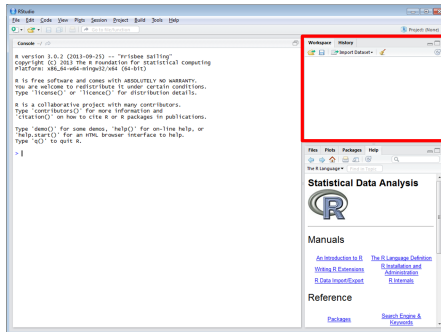 RStudio
File Edit Code View Plots Session Project Build Tools Help
Go to file/function
Project: (None)
Console ~/
R version 3.0.2 (2013-09-25) -- "Frisbee Sailing"
Copyright (C) 2013 The R Foundation for Statistical Computing
Platform: x86_64-w64-mingw32/x64 (64-bit)
R is free software and comes with ABSOLUTELY NO WARRANTY.
You are welcome to redistribute it under certain conditions.
Type 'license()' or 'licence()' for distribution details.
R is a collaborative project with many contributors.
Type 'contributors()' for more information and
'citation()' on how to cite R or R packages in publications.
Type 'demo()' for some demos, 'help()' for on-line help, or
'help.start()' for an HTML browser interface to help.
Type 'q()' to quit R.
>
Workspace History
Import Dataset
Files Plots Packages Help
The R Language Find in Topic
Statistical Data Analysis
R
Manuals
An Introduction to R The R Language Definition
Writing R Extensions R Installation and Administration
R Data Import/Export R Internals
Reference
Packages Search Engine & Keywords